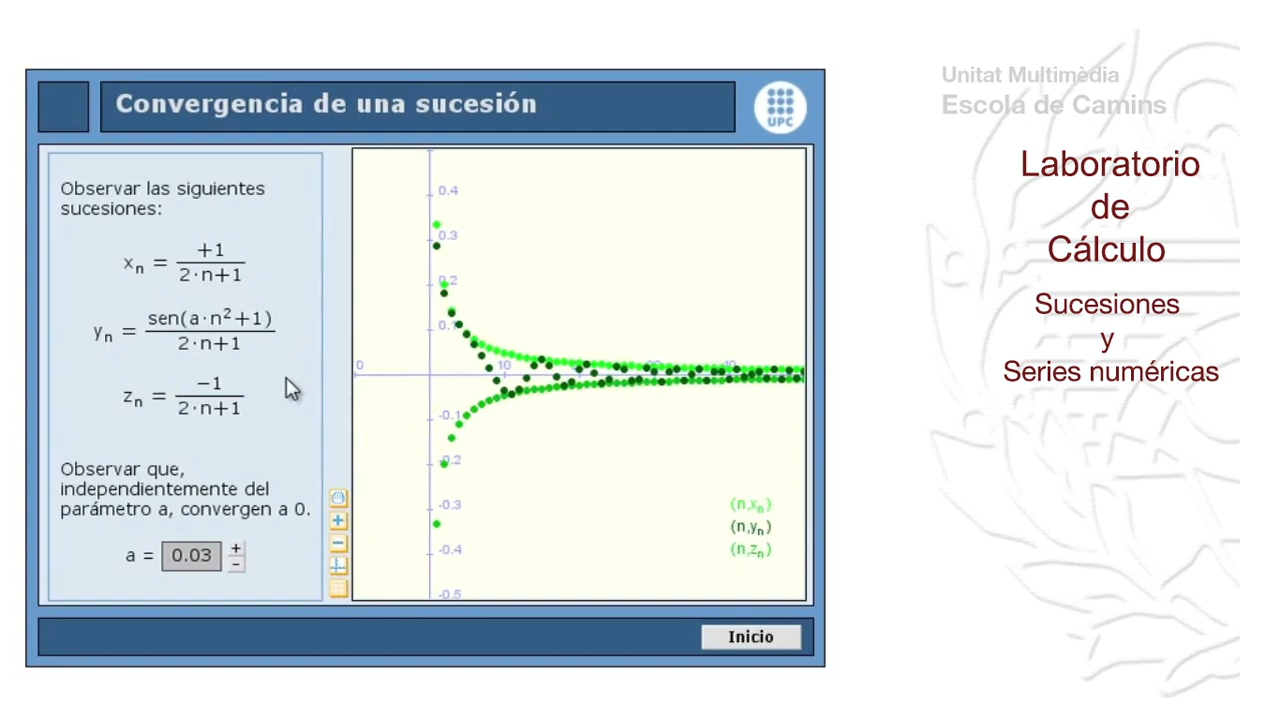 Unitat Multimèdia
Escola de Camins
Laboratorio
de
Cálculo
Sucesiones
y
Series numéricas
Convergencia de una sucesión
UPC
Observar las siguientes
sucesiones:
xn = +1 / 2·n+1
yn = sen(a·n²+1) / 2·n+1
zn = −1 / 2·n+1
Observar que,
independientemente del
parámetro a, convergen a 0.
a = 0.03 + −
0.4
0.3
0.2
0.1
0 10 20 30
-0.1
-0.2
-0.3
-0.4
-0.5
(n,xn)
(n,yn)
(n,zn)
Inicio